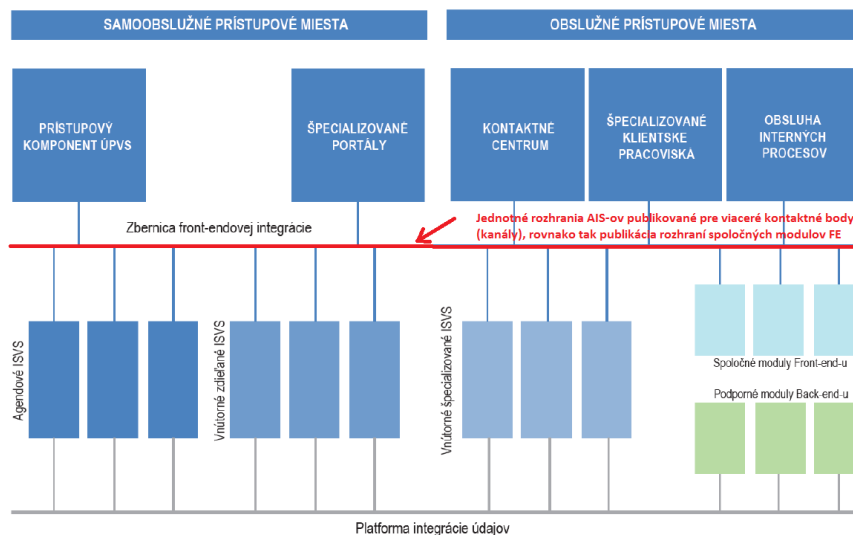 SAMOOBSLUŽNÉ PRÍSTUPOVÉ MIESTA
OBSLUŽNÉ PRÍSTUPOVÉ MIESTA
PRÍSTUPOVÝ
KOMPONENT ÚPVS
ŠPECIALIZOVANÉ
PORTÁLY
KONTAKTNÉ
CENTRUM
ŠPECIALIZOVANÉ
KLIENTSKE
PRACOVISKÁ
OBSLUHA
INTERNÝCH
PROCESOV
Zbernica front-endovej integrácie
Jednotné rozhrania AIS-ov publikované pre viaceré kontaktné body
(kanály), rovnako tak publikácia rozhraní spoločných modulov FE
Agendové ISVS
Vnútorné zdieľané ISVS
Vnútorné špecializované ISVS
Spoločné moduly Front-end-u
Podporné moduly Back-end-u
Platforma integrácie údajov